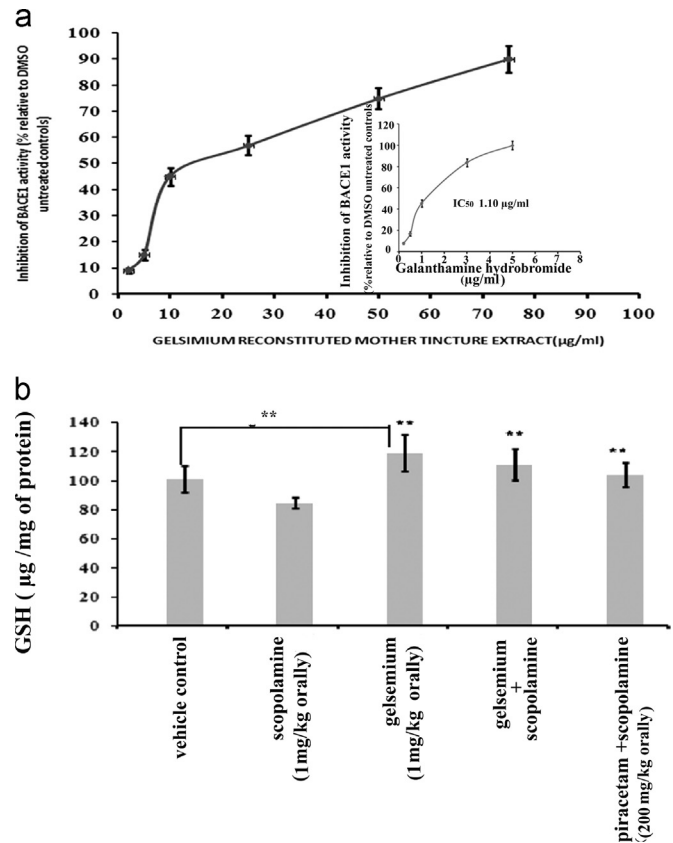 a
Inhibition of BACE1 activity (% relative to DMSO
untreated controls)
100
90
80
70
60
50
40
30
20
10
0
0 10 20 30 40 50 60 70 80 90 100
GELSIMIUM RECONSTITUTED MOTHER TINCTURE EXTRACT(µg/ml)
Inhibition of BACE1 activity
(%relative to DMSO untreated controls)
120
100
80
60
40
20
0
IC50 1.10 µg/ml
0 1 2 3 4 5 6 7 8
Galanthamine hydrobromide
(µg/ml)
b
GSH ( µg /mg of protein)
140
120
100
80
60
40
20
0
**
**
**
**
vehicle control
scopolamine
(1mg/kg orally)
gelsemium
(1mg/kg orally)
gelsemium
+
scopolamine
piracetam +scopolamine
(200 mg/kg orally)